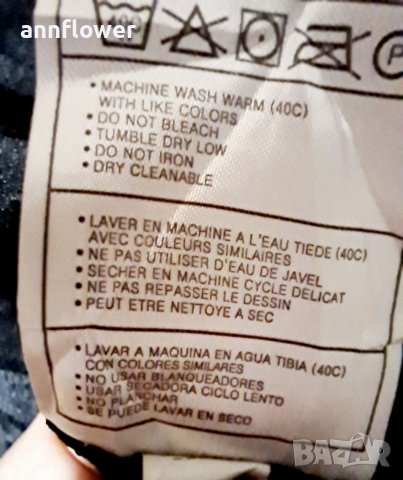 annflower
P
• MACHINE WASH WARM (40C)
WITH LIKE COLORS
• DO NOT BLEACH
• TUMBLE DRY LOW
• DO NOT IRON
• DRY CLEANABLE
• LAVER EN MACHINE A L'EAU TIEDE (40C)
AVEC COULEURS SIMILAIRES
• NE PAS UTILISER D'EAU DE JAVEL
• SECHER EN MACHINE CYCLE DELICAT
• NE PAS REPASSER LE DESSIN
• PEUT ETRE NETTOYE A SEC
• LAVAR A MAQUINA EN AGUA TIBIA (40C)
CON COLORES SIMILARES
• NO USAR BLANQUEADORES
• USAR SECADORA CICLO LENTO
• NO PLANCHAR
• SE PUEDE LAVAR EN SECO
BAZAR